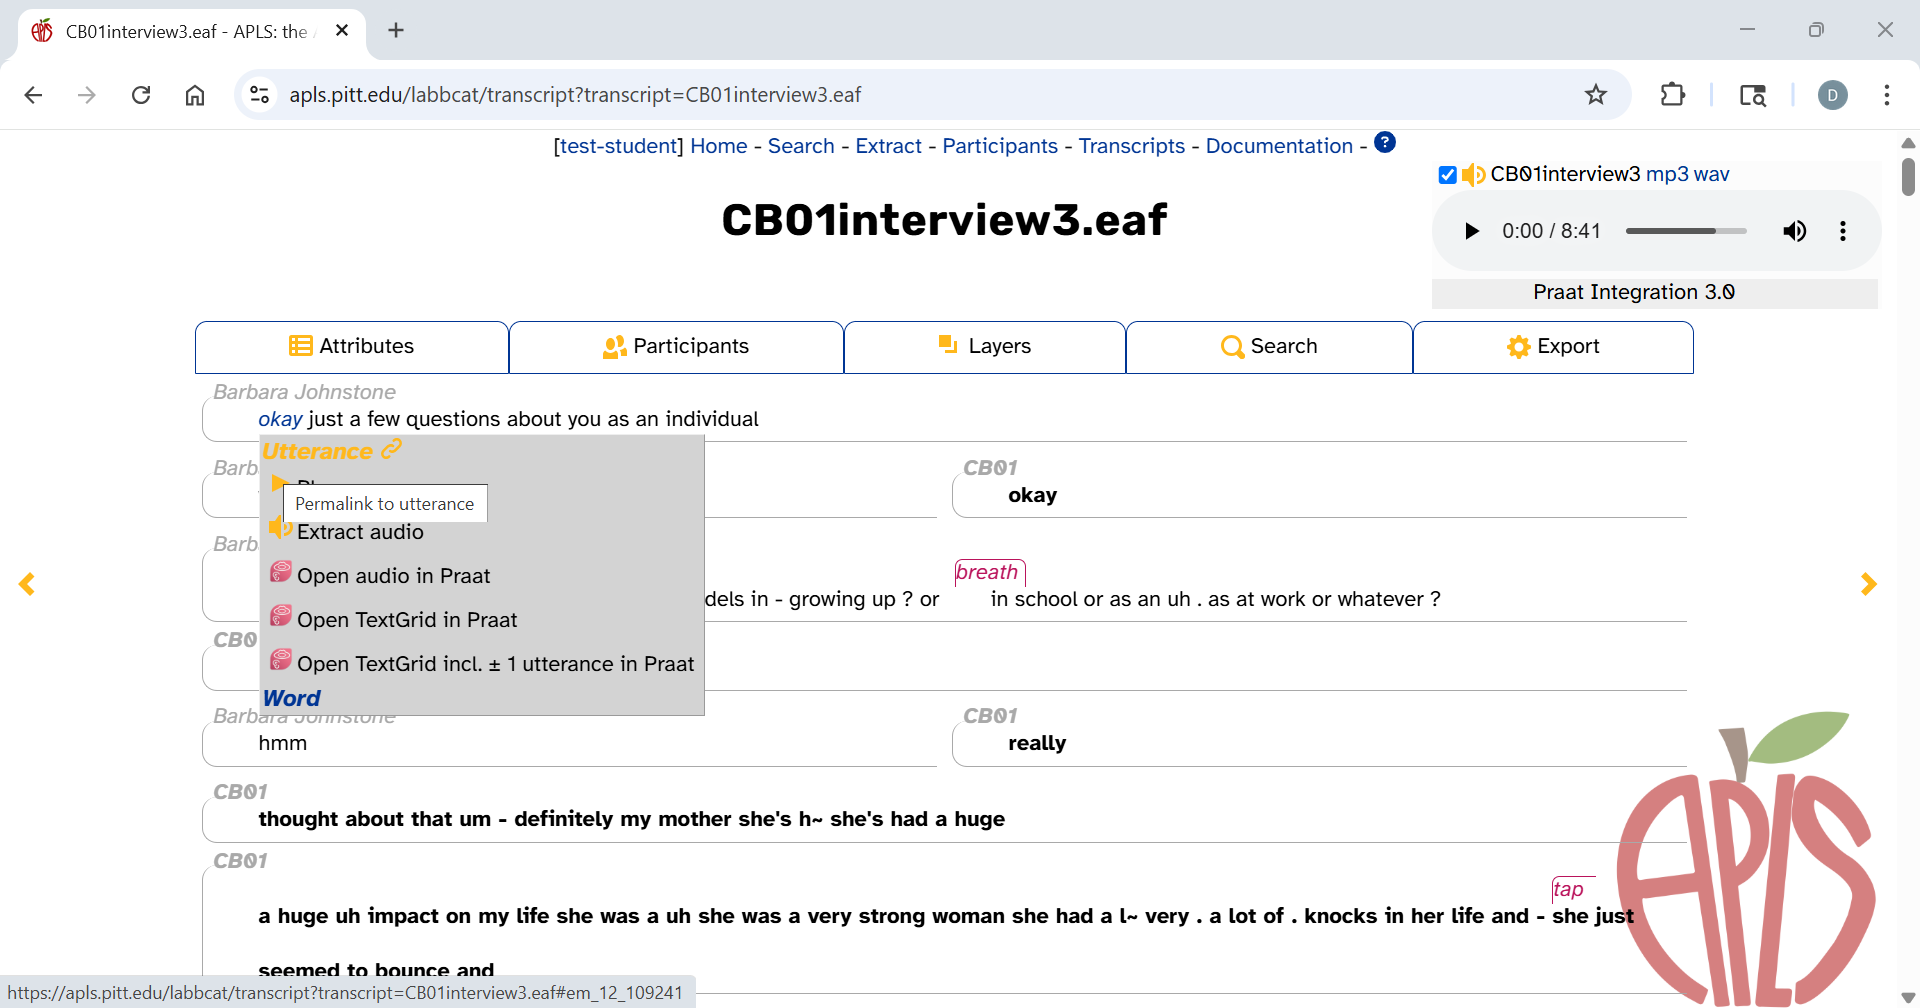 CB01interview3.eaf - APLS: the
apls.pitt.edu/labbcat/transcript?transcript=CB01interview3.eaf
D
[test-student] Home - Search - Extract - Participants - Transcripts - Documentation - ?
CB01interview3 mp3 wav
CB01interview3.eaf
0:00 / 8:41
Praat Integration 3.0
Attributes Participants Layers Search Export
Barbara Johnstone
okay just a few questions about you as an individual
Utterance
Barb CB01
okay
Permalink to utterance
Extract audio
Barb
breath
Open audio in Praat
dels in - growing up ? or in school or as an uh . as at work or whatever ?
Open TextGrid in Praat
CB0
Open TextGrid incl. ± 1 utterance in Praat
Word
Barbara Johnstone CB01
hmm really
CB01
thought about that um - definitely my mother she's h~ she's had a huge
CB01
tap
a huge uh impact on my life she was a uh she was a very strong woman she had a l~ very . a lot of . knocks in her life and - she just
seemed to bounce and
APLS
https://apls.pitt.edu/labbcat/transcript?transcript=CB01interview3.eaf#em_12_109241